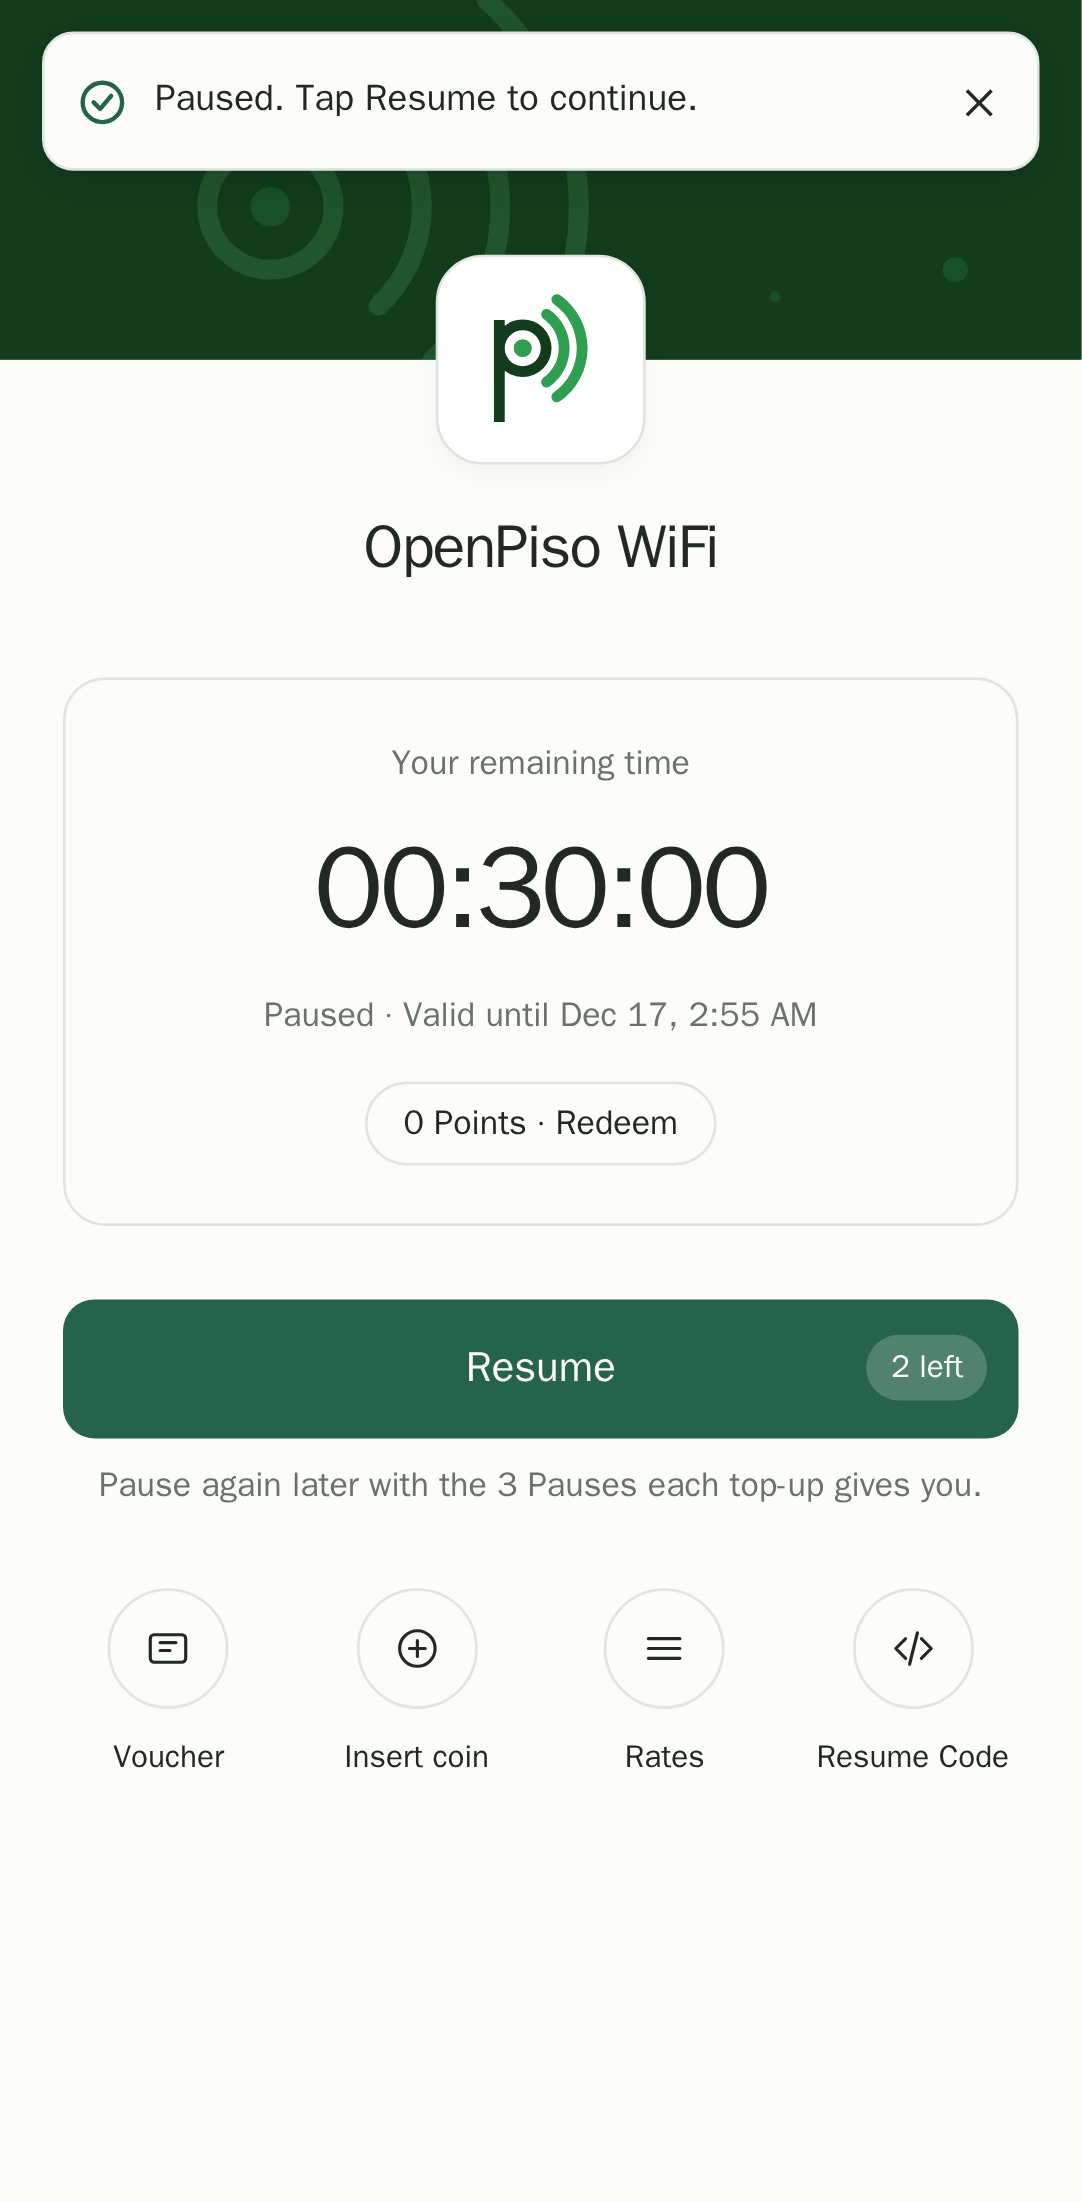 Paused. Tap Resume to continue.
OpenPiso WiFi
Your remaining time
00:30:00
Paused · Valid until Dec 17, 2:55 AM
0 Points · Redeem
Resume
2 left
Pause again later with the 3 Pauses each top-up gives you.
Voucher
Insert coin
Rates
Resume Code